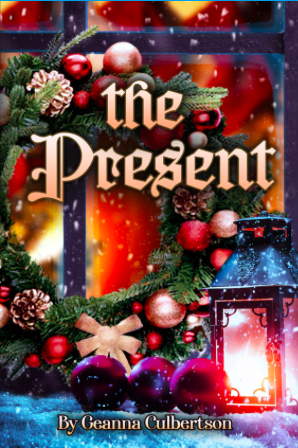 the
Present
By Geanna Culbertson